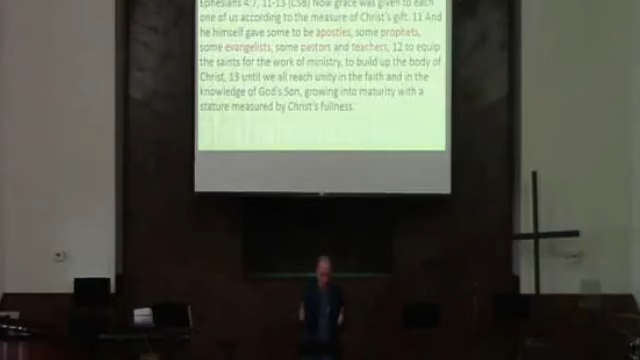 Ephesians 4:7, 11-13 (CSB) Now grace was given to each
one of us according to the measure of Christ's gift. 11 And
he himself gave some to be apostles, some prophets,
some evangelists, some pastors and teachers, 12 to equip
the saints for the work of ministry, to build up the body of
Christ, 13 until we all reach unity in the faith and in the
knowledge of God's Son, growing into maturity with a
stature measured by Christ's fullness.